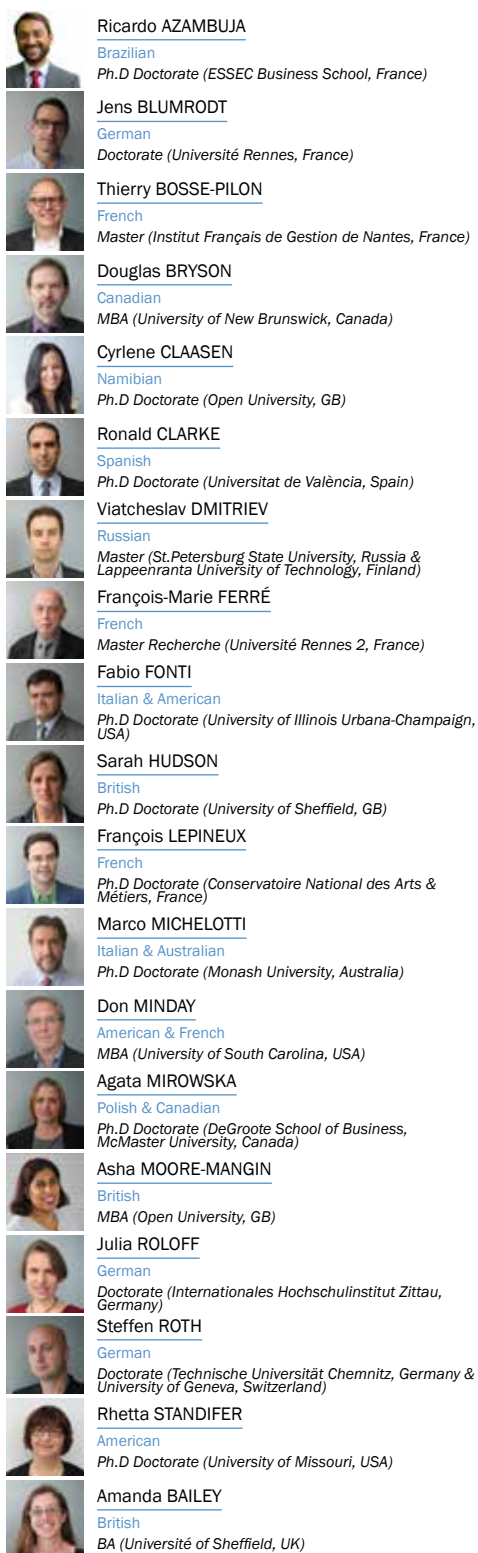 Ricardo AZAMBUJA
Brazilian
Ph.D Doctorate (ESSEC Business School, France)
Jens BLUMRODT
German
Doctorate (Université Rennes, France)
Thierry BOSSE-PILON
French
Master (Institut Français de Gestion de Nantes, France)
Douglas BRYSON
Canadian
MBA (University of New Brunswick, Canada)
Cyrlene CLAASEN
Namibian
Ph.D Doctorate (Open University, GB)
Ronald CLARKE
Spanish
Ph.D Doctorate (Universitat de València, Spain)
Viatcheslav DMITRIEV
Russian
Master (St.Petersburg State University, Russia &
Lappeenranta University of Technology, Finland)
François-Marie FERRÉ
French
Master Recherche (Université Rennes 2, France)
Fabio FONTI
Italian & American
Ph.D Doctorate (University of Illinois Urbana-Champaign,
USA)
Sarah HUDSON
British
Ph.D Doctorate (University of Sheffield, GB)
François LEPINEUX
French
Ph.D Doctorate (Conservatoire National des Arts &
Métiers, France)
Marco MICHELOTTI
Italian & Australian
Ph.D Doctorate (Monash University, Australia)
Don MINDAY
American & French
MBA (University of South Carolina, USA)
Agata MIROWSKA
Polish & Canadian
Ph.D Doctorate (DeGroote School of Business,
McMaster University, Canada)
Asha MOORE-MANGIN
British
MBA (Open University, GB)
Julia ROLOFF
German
Doctorate (Internationales Hochschulinstitut Zittau,
Germany)
Steffen ROTH
German
Doctorate (Technische Universität Chemnitz, Germany &
University of Geneva, Switzerland)
Rhetta STANDIFER
American
Ph.D Doctorate (University of Missouri, USA)
Amanda BAILEY
British
BA (Université of Sheffield, UK)